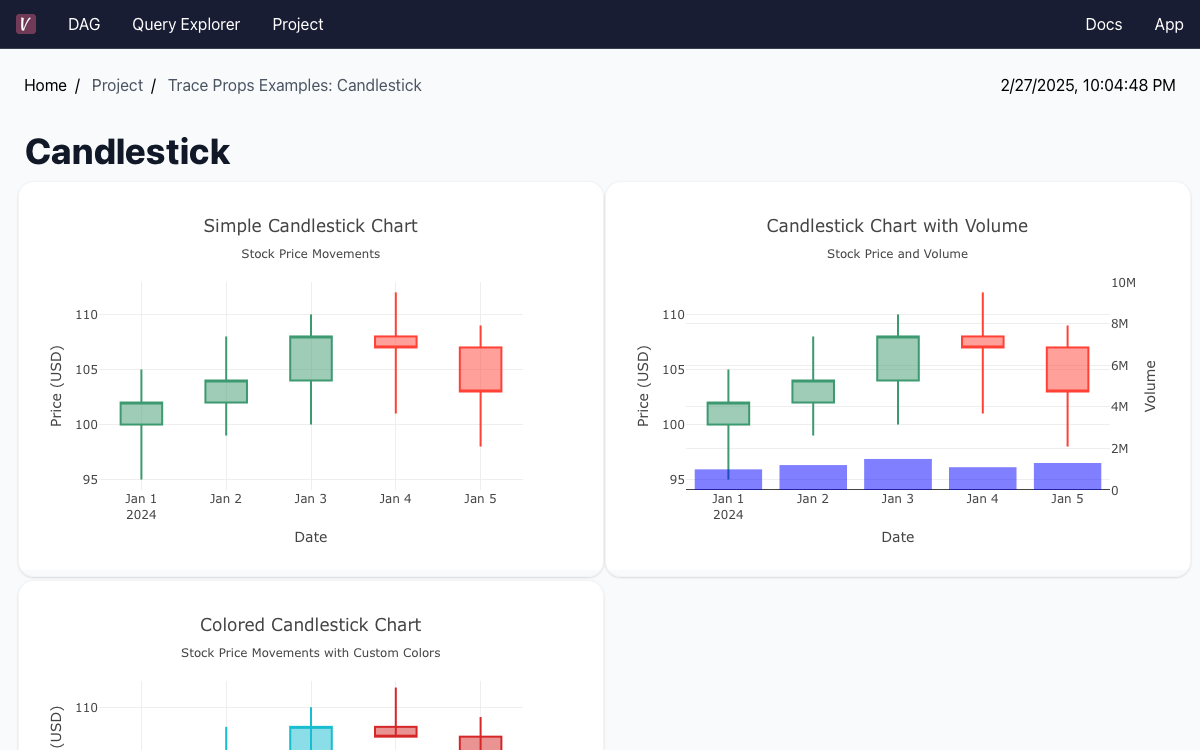 V DAG Query Explorer Project Docs App
Home / Project / Trace Props Examples: Candlestick 2/27/2025, 10:04:48 PM
Candlestick
Simple Candlestick Chart
Stock Price Movements
110
105
100
95
Price (USD)
Jan 1 Jan 2 Jan 3 Jan 4 Jan 5
2024
Date
Candlestick Chart with Volume
Stock Price and Volume
110
105
100
95
Price (USD)
10M
8M
6M
4M
2M
0
Volume
Jan 1 Jan 2 Jan 3 Jan 4 Jan 5
2024
Date
Colored Candlestick Chart
Stock Price Movements with Custom Colors
110
(USD)